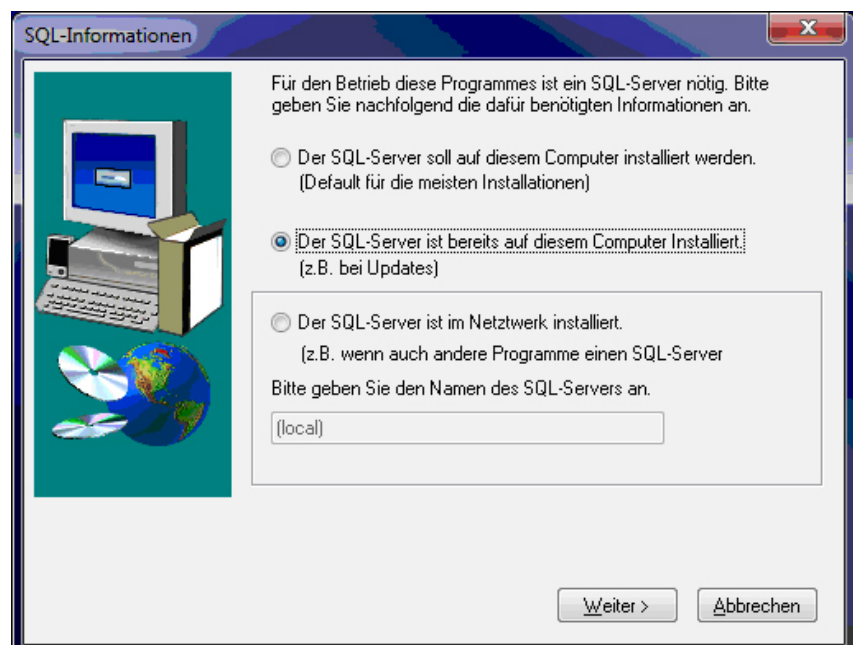 SQL-Informationen
Für den Betrieb diese Programmes ist ein SQL-Server nötig. Bitte
geben Sie nachfolgend die dafür benötigten Informationen an.
Der SQL-Server soll auf diesem Computer installiert werden.
(Default für die meisten Installationen)
Der SQL-Server ist bereits auf diesem Computer Installiert.
(z.B. bei Updates)
Der SQL-Server ist im Netztwerk installiert.
(z.B. wenn auch andere Programme einen SQL-Server
Bitte geben Sie den Namen des SQL-Servers an.
(local)
Weiter >
Abbrechen